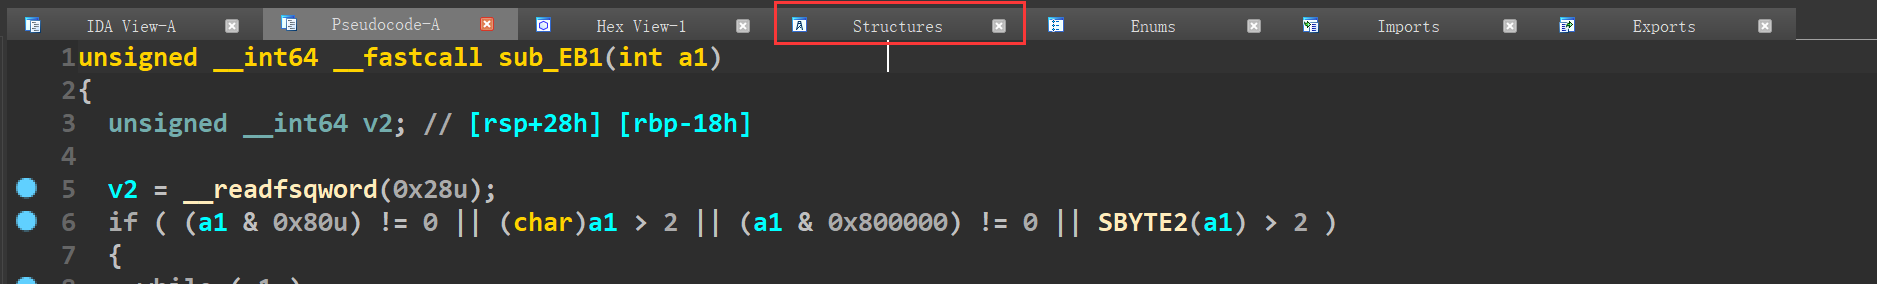 IDA View-A Pseudocode-A Hex View-1 Structures Enums Imports Exports
1 unsigned __int64 __fastcall sub_EB1(int a1)
2 {
3 unsigned __int64 v2; // [rsp+28h] [rbp-18h]
4
5 v2 = __readfsqword(0x28u);
6 if ( (a1 & 0x80u) != 0 || (char)a1 > 2 || (a1 & 0x800000) != 0 || SBYTE2(a1) > 2 )
7 {